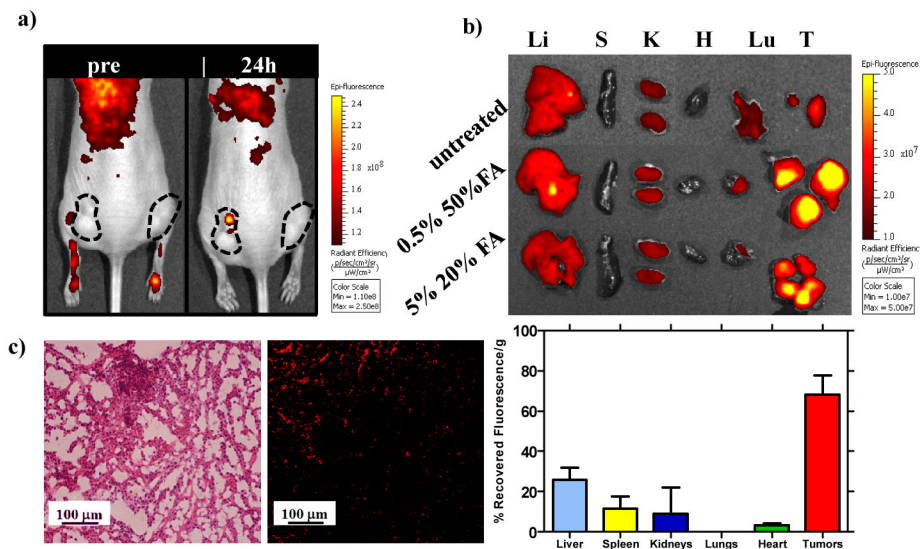 a)
pre | 24h
Epi-fluorescence
2.4
2.2
2.0
1.8
x10⁸
1.6
1.4
1.2
Radiant Efficiency
(p/sec/cm²/sr / µW/cm²)
Color Scale
Min = 1.10e8
Max = 2.50e8
b)
Li S K H Lu T
untreated
0.5% 50%FA
5% 20% FA
Epi-fluorescence
5.0
4.0
3.0 x10⁷
2.0
1.0
Radiant Efficiency
(p/sec/cm²/sr / µW/cm²)
Color Scale
Min = 1.00e7
Max = 5.00e7
c)
100 µm
100 µm
% Recovered Fluorescence/g
100
80
60
40
20
0
Liver Spleen Kidneys Lungs Heart Tumors